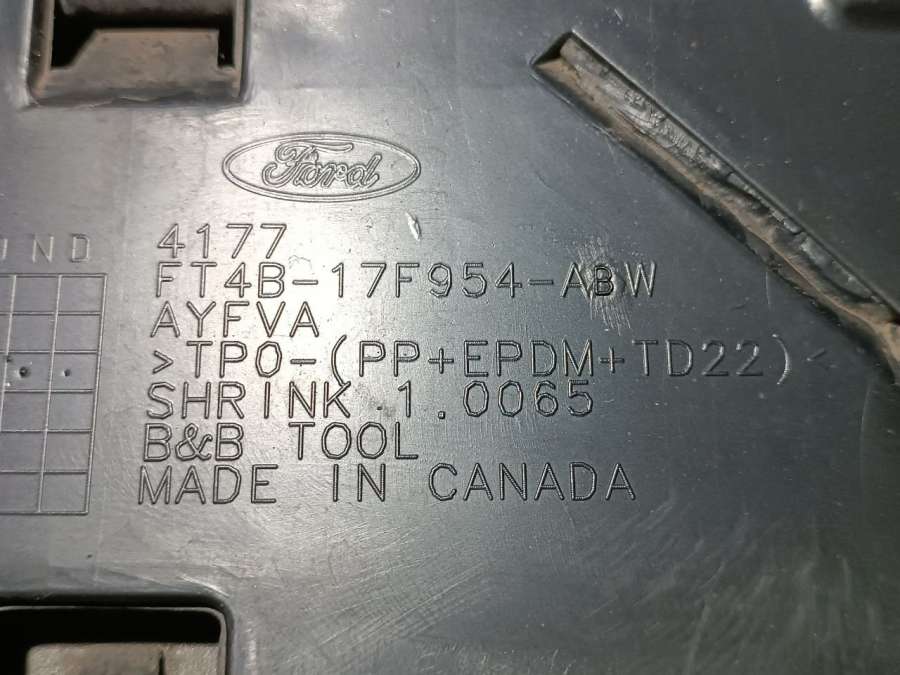 Ford
4177
FT4B-17F954-ABW
AYFVA
>TPO-(PP+EPDM+TD22)<
SHRINK 1.0065
B&B TOOL
MADE IN CANADA